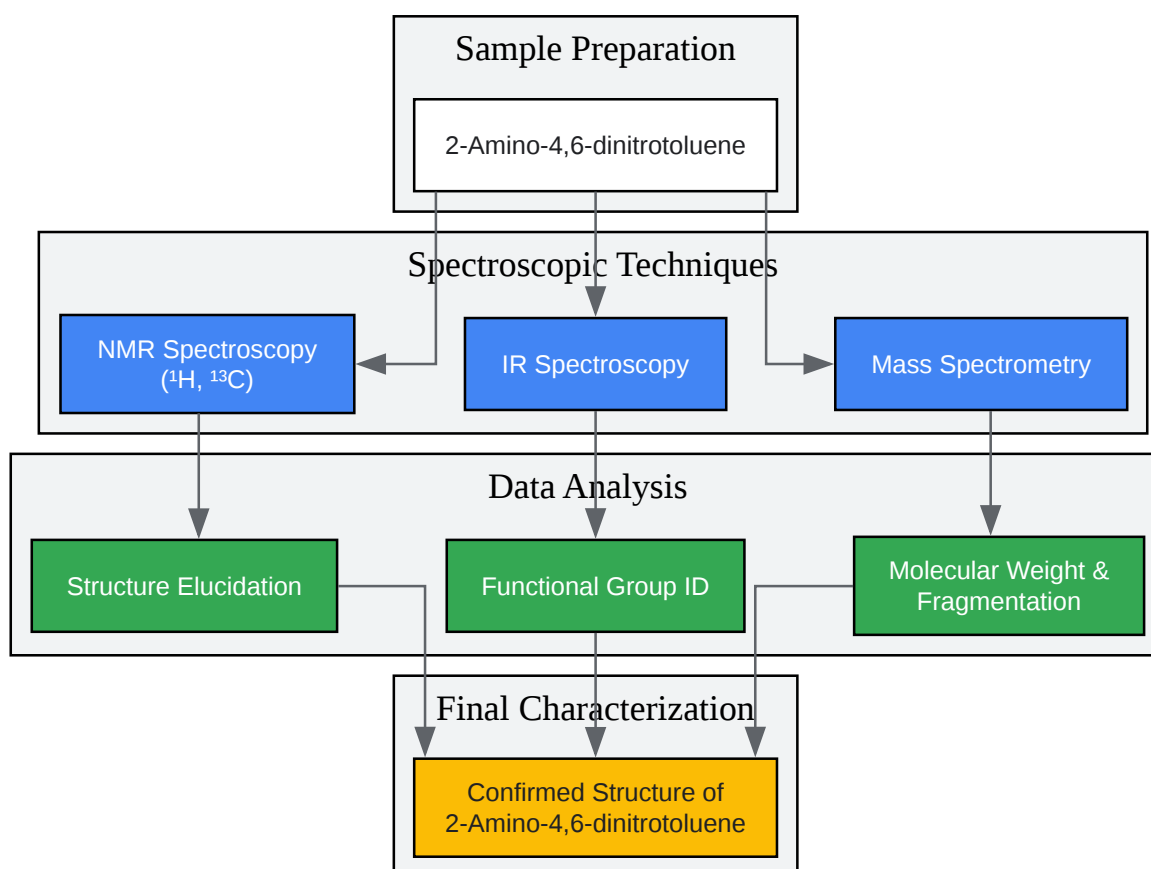 Sample Preparation
2-Amino-4,6-dinitrotoluene
Spectroscopic Techniques
NMR Spectroscopy
(¹H, ¹³C)
IR Spectroscopy
Mass Spectrometry
Data Analysis
Structure Elucidation
Functional Group ID
Molecular Weight &
Fragmentation
Final Characterization
Confirmed Structure of
2-Amino-4,6-dinitrotoluene